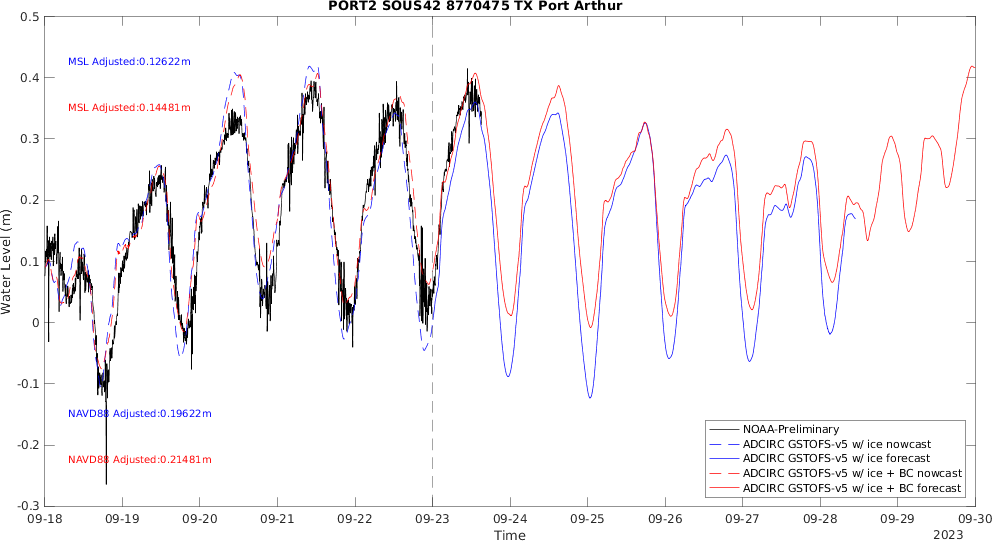 PORT2 SOUS42 8770475 TX Port Arthur
0.5
0.4
0.3
0.2
0.1
0
-0.1
-0.2
-0.3
Water Level (m)
MSL Adjusted:0.12622m
MSL Adjusted:0.14481m
NAVD88 Adjusted:0.19622m
NAVD88 Adjusted:0.21481m
NOAA-Preliminary
ADCIRC GSTOFS-v5 w/ ice nowcast
ADCIRC GSTOFS-v5 w/ ice forecast
ADCIRC GSTOFS-v5 w/ ice + BC nowcast
ADCIRC GSTOFS-v5 w/ ice + BC forecast
09-18 09-19 09-20 09-21 09-22 09-23 09-24 09-25 09-26 09-27 09-28 09-29 09-30
Time
2023